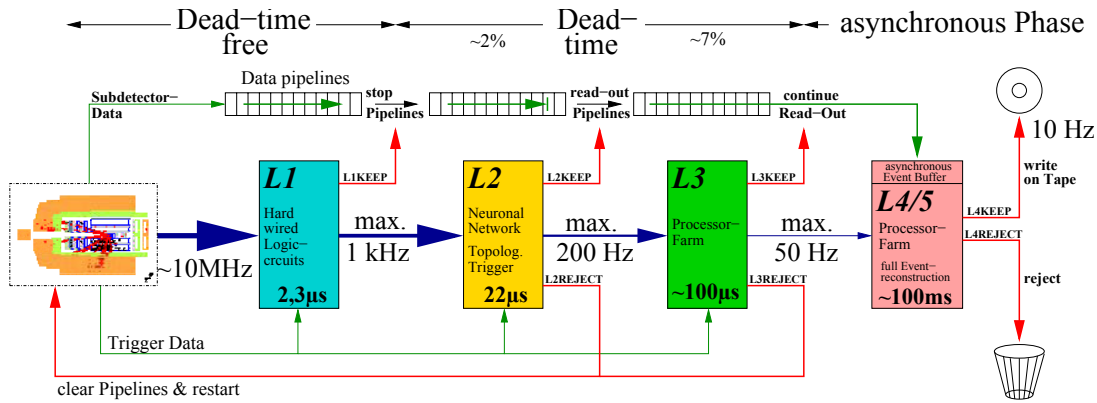 Dead−time
free
~2%
Dead−
time
~7%
asynchronous Phase
Data pipelines
Subdetector−
Data
stop
Pipelines
read−out
Pipelines
continue
Read−Out
10 Hz
write
on Tape
L1
Hard
wired
Logic−
crcuits
2,3µs
L1KEEP
L2
Neuronal
Network
Topolog.
Trigger
22µs
L2KEEP
L2REJECT
L3
Processor−
Farm
~100µs
L3KEEP
L3REJECT
asynchronous
Event Buffer
L4/5
Processor−
Farm
full Event−
reconstruction
~100ms
L4KEEP
L4REJECT
~10MHz
max.
1 kHz
max.
200 Hz
max.
50 Hz
reject
Trigger Data
clear Pipelines & restart